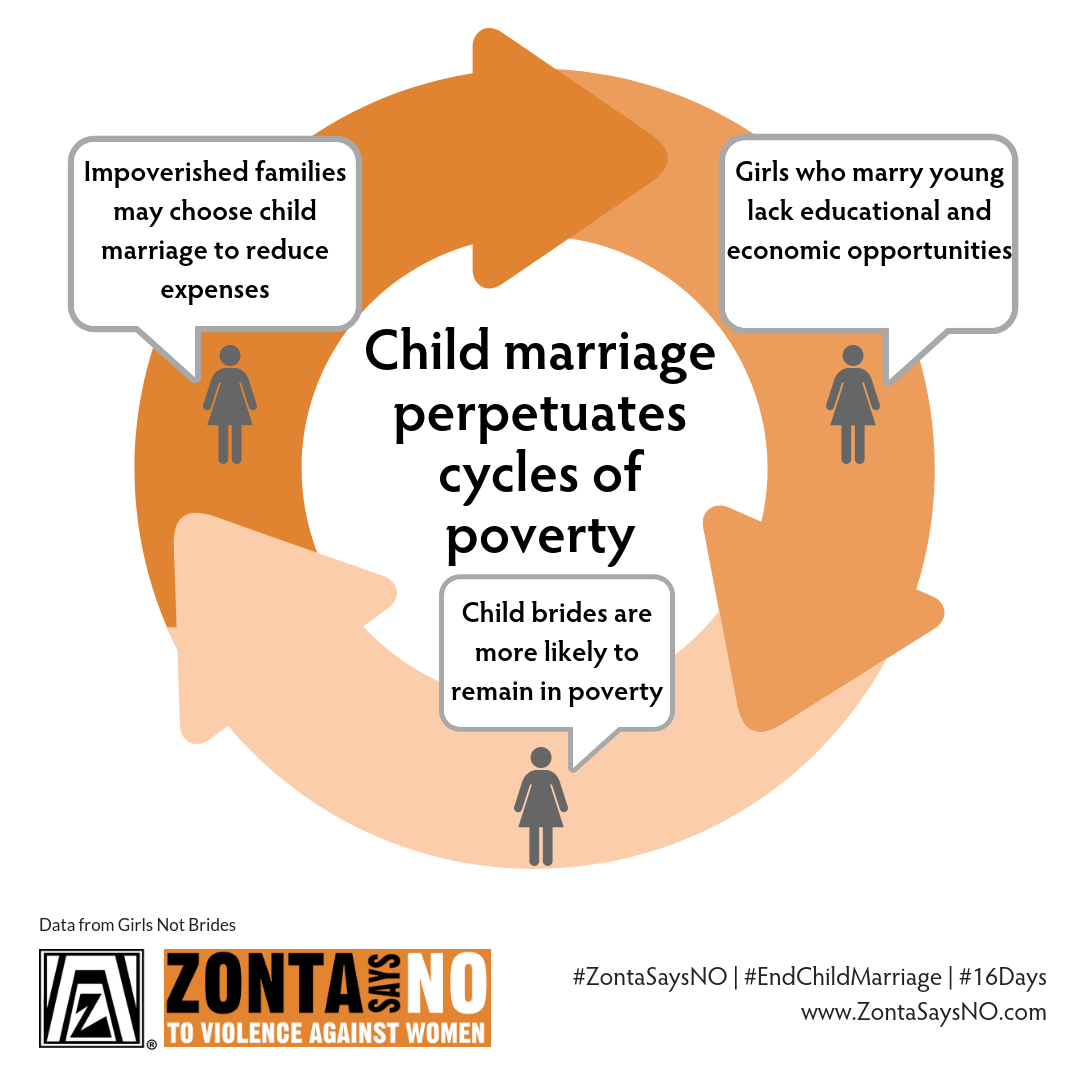 Impoverished families
may choose child
marriage to reduce
expenses
Girls who marry young
lack educational and
economic opportunities
Child marriage
perpetuates
cycles of
poverty
Child brides are
more likely to
remain in poverty
Data from Girls Not Brides
Z
®
ZONTA SAYS NO
TO VIOLENCE AGAINST WOMEN
#ZontaSaysNO | #EndChildMarriage | #16Days
www.ZontaSaysNO.com